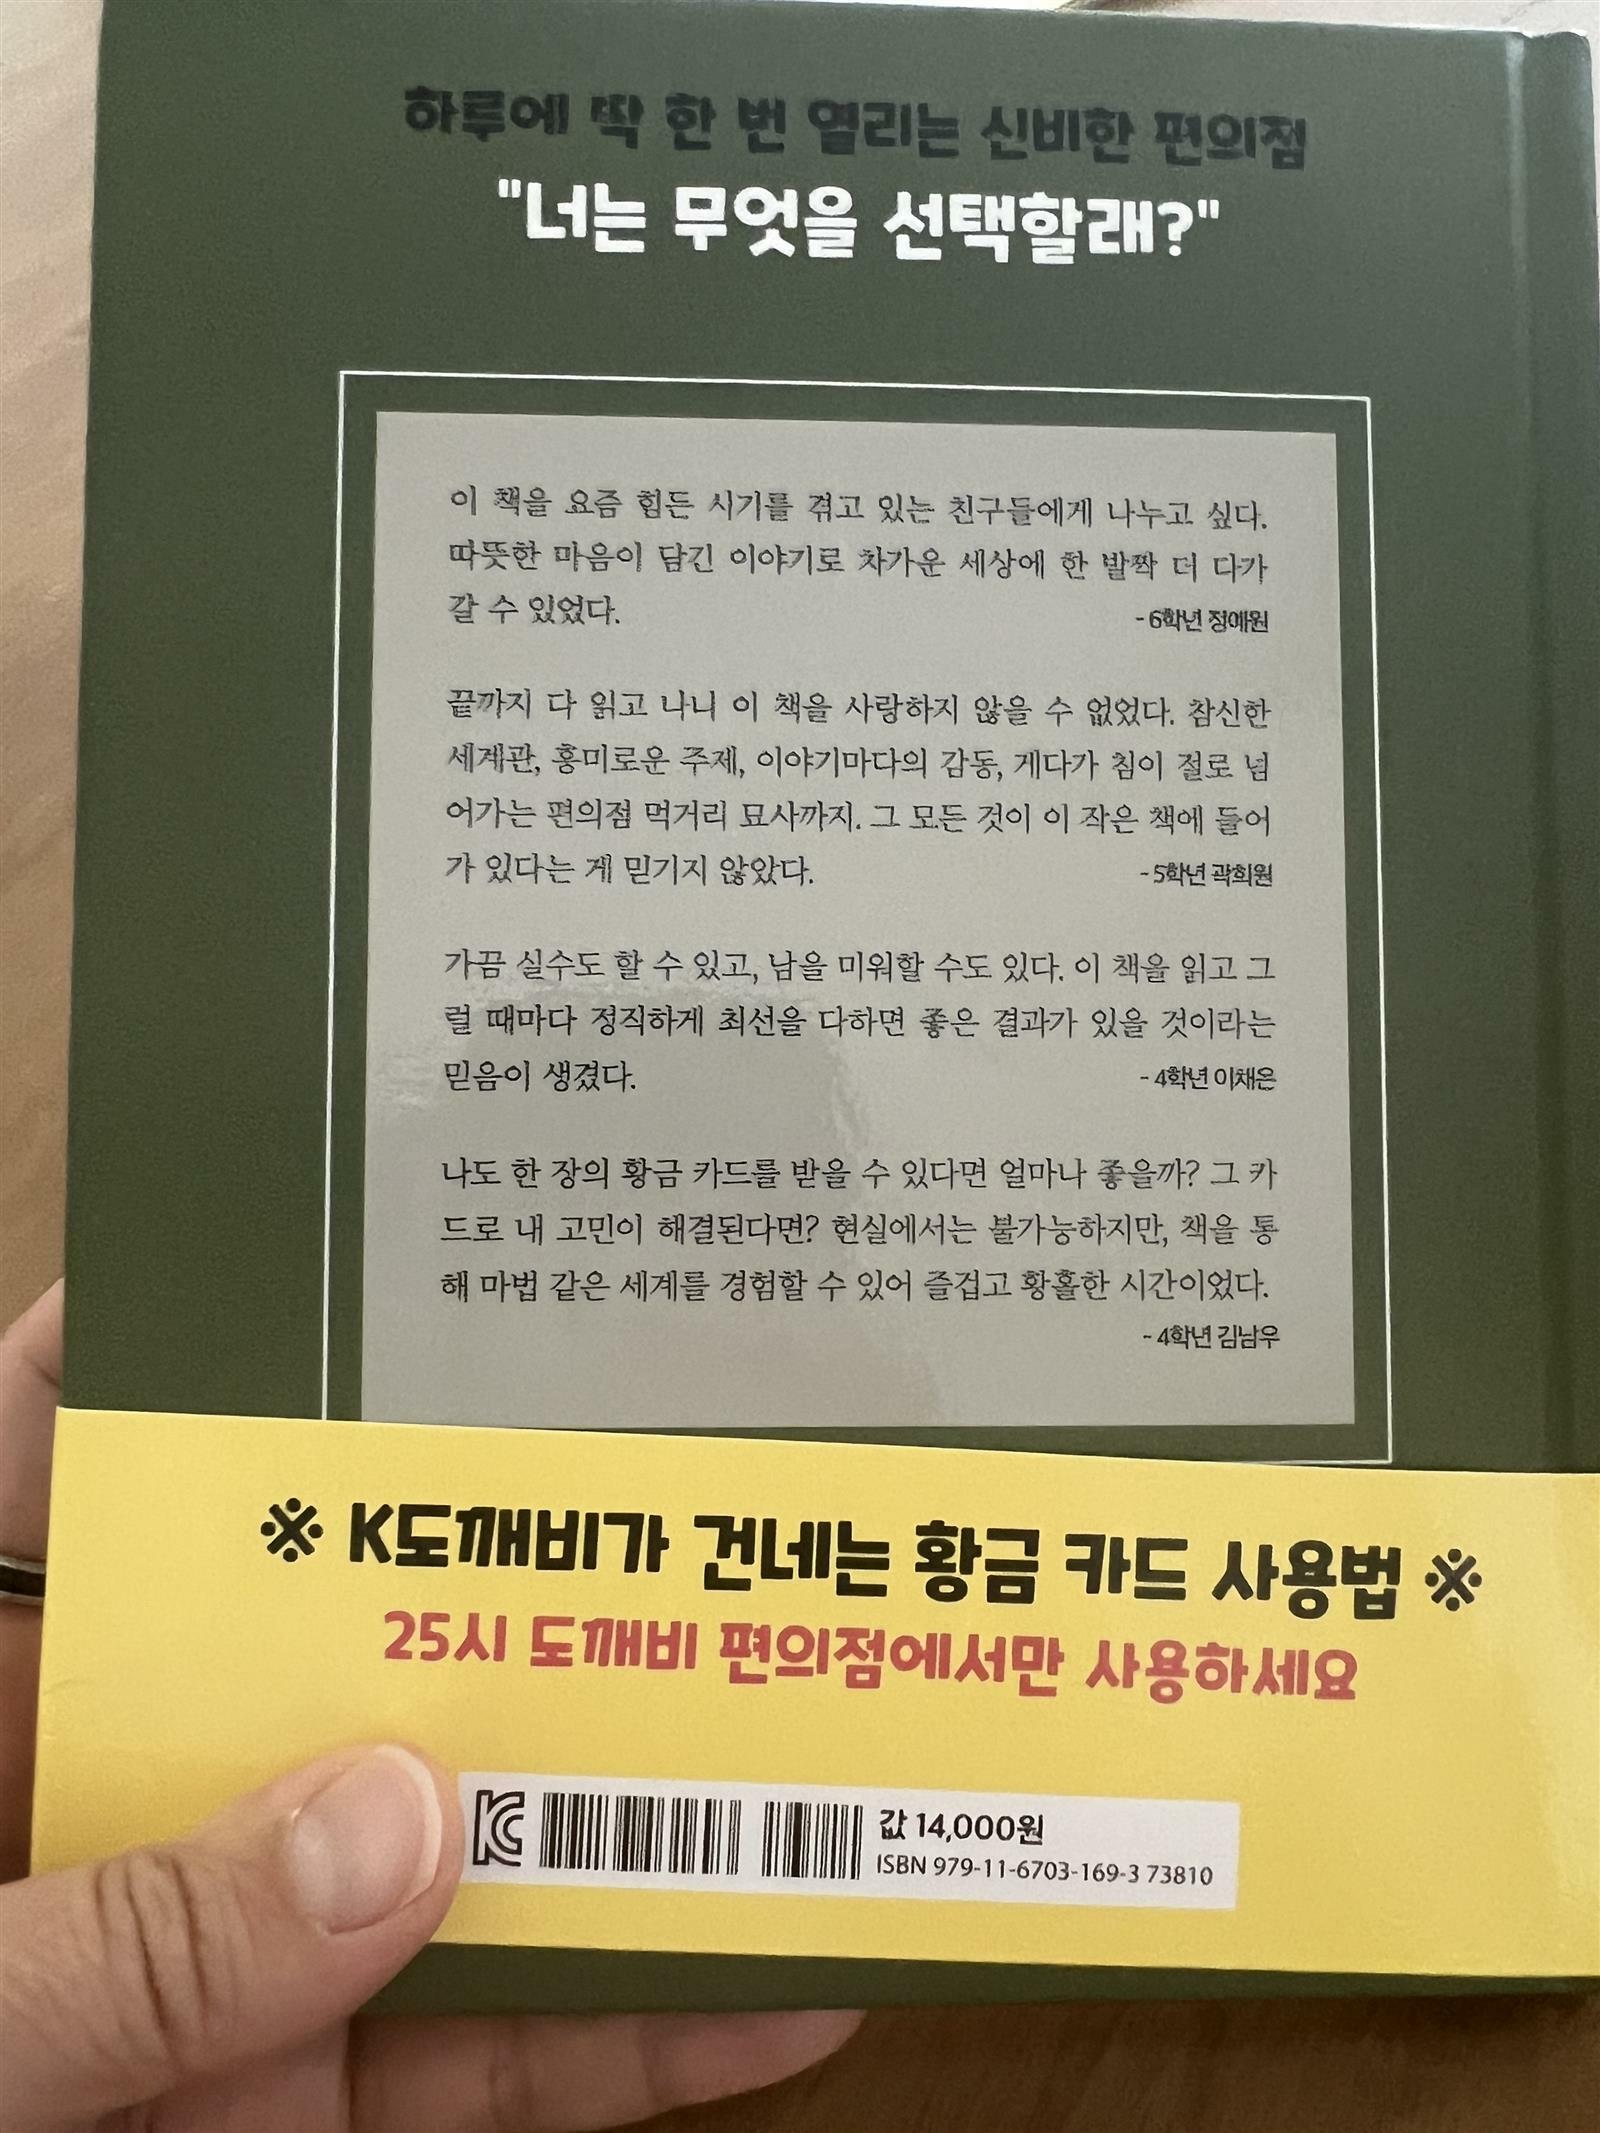 하루에 딱 한 번 열리는 신비한 편의점
"너는 무엇을 선택할래?"
이 책을 요즘 힘든 시기를 겪고 있는 친구들에게 나누고 싶다.
따뜻한 마음이 담긴 이야기로 차가운 세상에 한 발짝 더 다가
갈 수 있었다.
- 6학년 정예원
끝까지 다 읽고 나니 이 책을 사랑하지 않을 수 없었다. 참신한
세계관, 흥미로운 주제, 이야기마다의 감동, 게다가 침이 절로 넘
어가는 편의점 먹거리 묘사까지. 그 모든 것이 이 작은 책에 들어
가 있다는 게 믿기지 않았다.
- 5학년 곽희원
가끔 실수도 할 수 있고, 남을 미워할 수도 있다. 이 책을 읽고 그
럴 때마다 정직하게 최선을 다하면 좋은 결과가 있을 것이라는
믿음이 생겼다.
- 4학년 이채은
나도 한 장의 황금 카드를 받을 수 있다면 얼마나 좋을까? 그 카
드로 내 고민이 해결된다면? 현실에서는 불가능하지만, 책을 통
해 마법 같은 세계를 경험할 수 있어 즐겁고 황홀한 시간이었다.
- 4학년 김남우
※ K도깨비가 건네는 황금 카드 사용법 ※
25시 도깨비 편의점에서만 사용하세요
KC
값 14,000원
ISBN 979-11-6703-169-3 73810